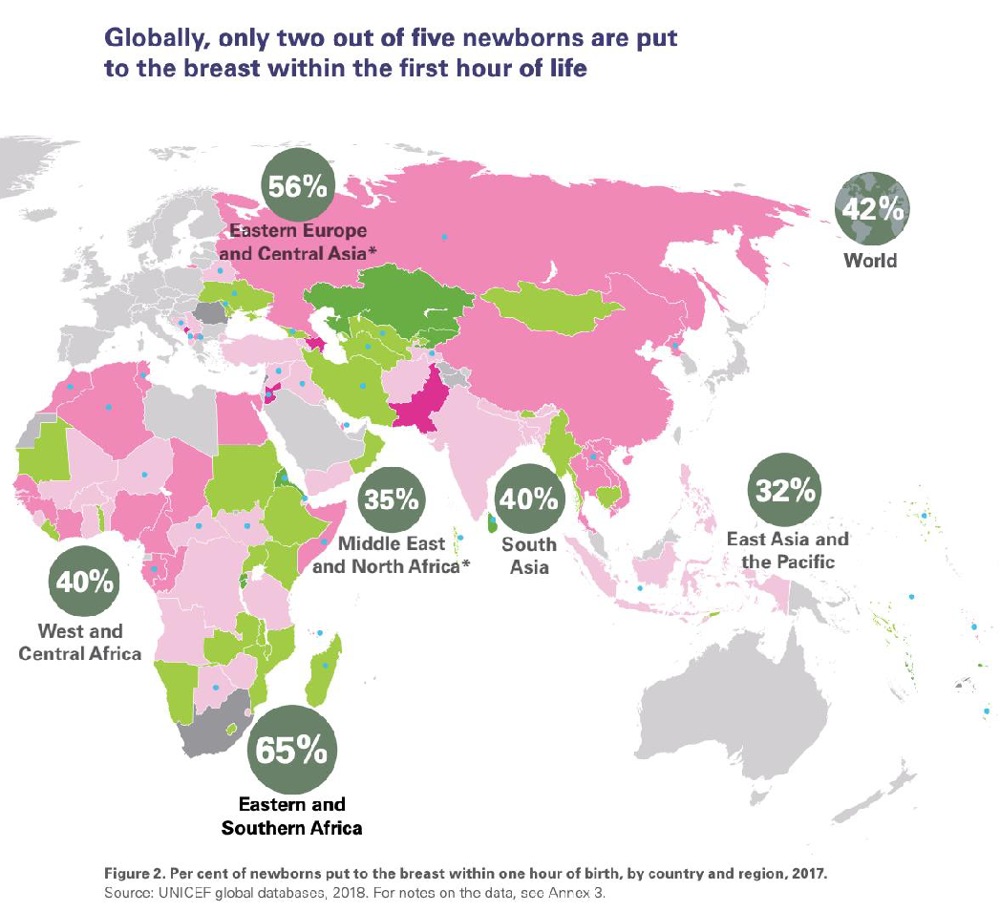 Globally, only two out of five newborns are put
to the breast within the first hour of life
56%
Eastern Europe
and Central Asia*
42%
World
35%
Middle East
and North Africa*
40%
South
Asia
32%
East Asia and
the Pacific
40%
West and
Central Africa
65%
Eastern and
Southern Africa
Figure 2. Per cent of newborns put to the breast within one hour of birth, by country and region, 2017.
Source: UNICEF global databases, 2018. For notes on the data, see Annex 3.